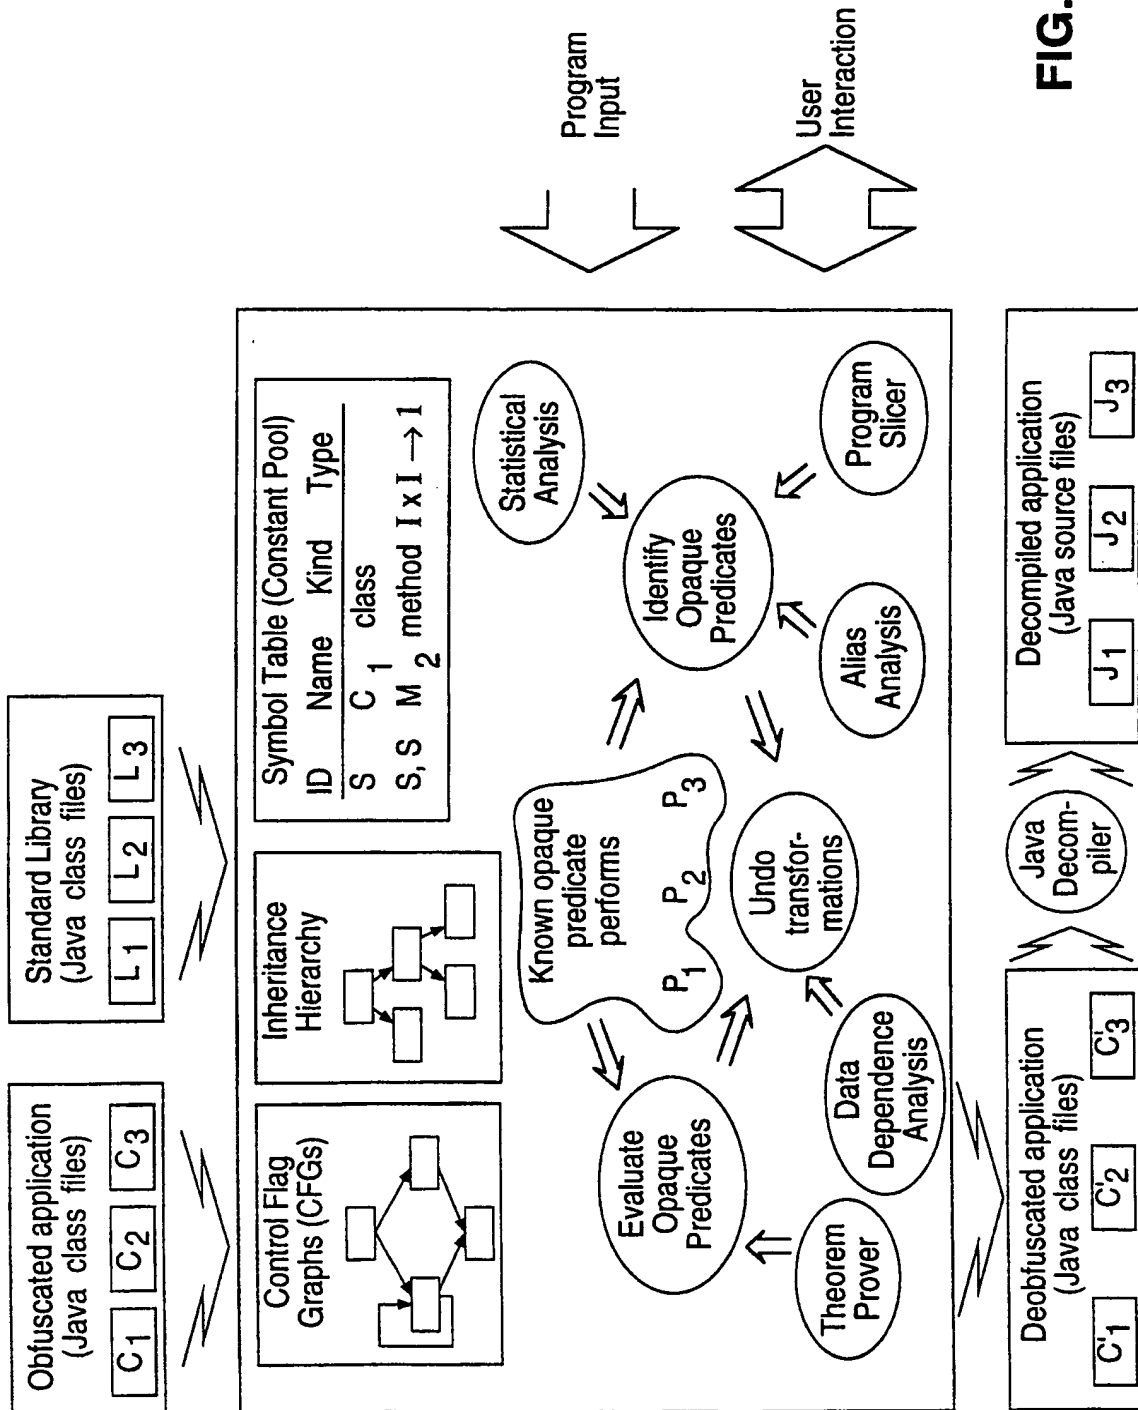 Obfuscated application
(Java class files)
C1 C2 C3
Standard Library
(Java class files)
L1 L2 L3
Control Flag
Graphs (CFGs)
Inheritance
Hierarchy
Symbol Table (Constant Pool)
ID Name Kind Type
S C1 class
S, S M2 method I x I → 1
Known opaque
predicate
performs
P1 P2 P3
Statistical
Analysis
Evaluate
Opaque
Predicates
Identify
Opaque
Predicates
Undo
transfor-
mations
Theorem
Prover
Data
Dependence
Analysis
Alias
Analysis
Program
Slicer
Program
Input
User
Interaction
Deobfuscated application
(Java class files)
C'1 C'2 C'3
Java
Decom-
piler
Decompiled application
(Java source files)
J1 J2 J3
FIG.